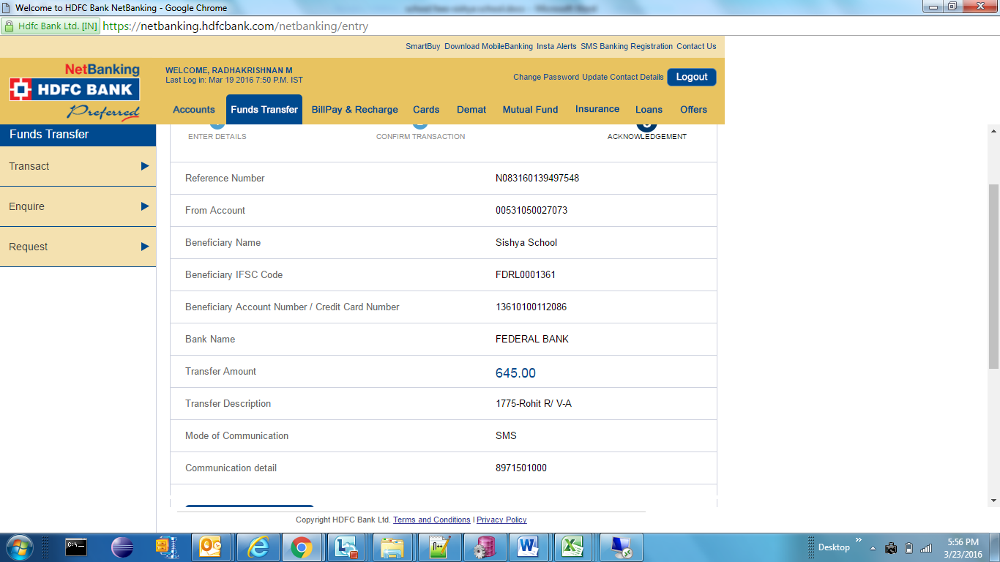 Welcome to HDFC Bank NetBanking - Google Chrome
Hdfc Bank Ltd. [IN] https://netbanking.hdfcbank.com/netbanking/entry
SmartBuy Download MobileBanking Insta Alerts SMS Banking Registration Contact Us
NetBanking
HDFC BANK
Preferred
WELCOME, RADHAKRISHNAN M
Last Log in: Mar 19 2016 7:50 P.M. IST
Change Password Update Contact Details Logout
Accounts Funds Transfer BillPay & Recharge Cards Demat Mutual Fund Insurance Loans Offers
Funds Transfer
Transact
Enquire
Request
ENTER DETAILS CONFIRM TRANSACTION ACKNOWLEDGEMENT
Reference Number N083160139497548
From Account 00531050027073
Beneficiary Name Sishya School
Beneficiary IFSC Code FDRL0001361
Beneficiary Account Number / Credit Card Number 13610100112086
Bank Name FEDERAL BANK
Transfer Amount 645.00
Transfer Description 1775-Rohit R/ V-A
Mode of Communication SMS
Communication detail 8971501000
Copyright HDFC Bank Ltd. Terms and Conditions I Privacy Policy
C:\_
Desktop
5:56 PM
3/23/2016